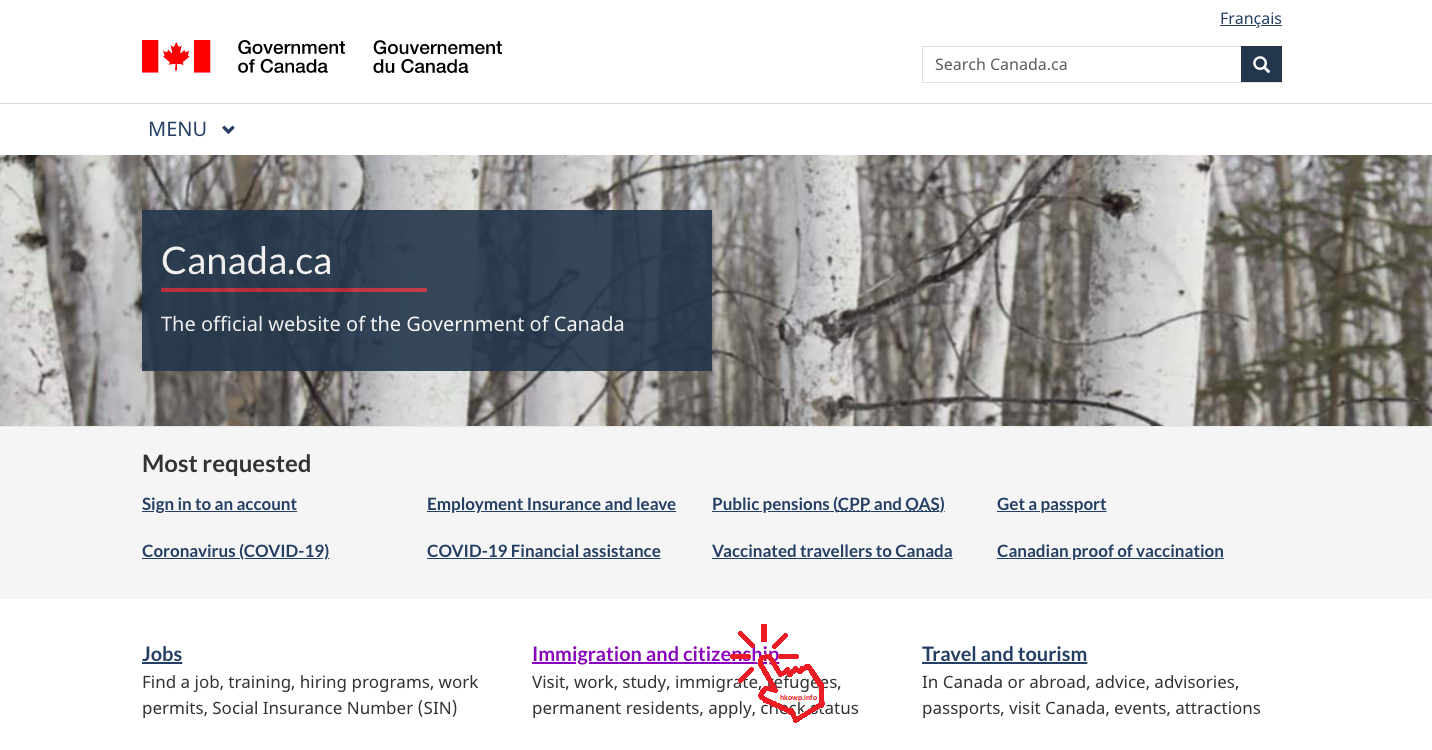 Français
Government
of Canada
Gouvernement
du Canada
Search Canada.ca
MENU
Canada.ca
The official website of the Government of Canada
Most requested
Sign in to an account
Employment Insurance and leave
Public pensions (CPP and OAS)
Get a passport
Coronavirus (COVID-19)
COVID-19 Financial assistance
Vaccinated travellers to Canada
Canadian proof of vaccination
Jobs
Find a job, training, hiring programs, work
permits, Social Insurance Number (SIN)
Immigration and citizenship
Visit, work, study, immigrate, refugees,
permanent residents, apply, check status
hkowp.info
Travel and tourism
In Canada or abroad, advice, advisories,
passports, visit Canada, events, attractions